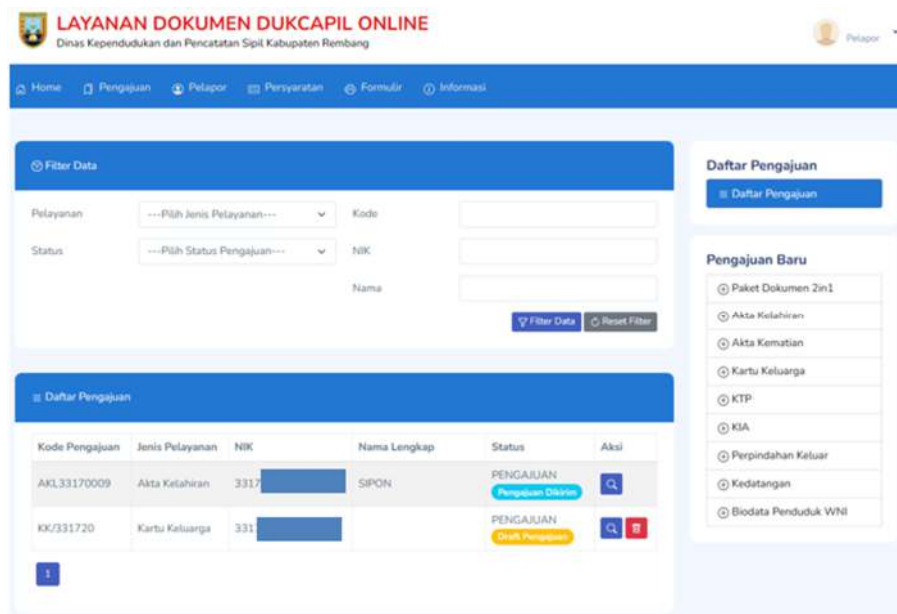 LAYANAN DOKUMEN DUKCAPIL ONLINE
Dinas Kependudukan dan Pencatatan Sipil Kabupaten Rembang
Pelapor
Home Pengajuan Pelapor Persyaratan Formulir Informasi
Filter Data
Pelayanan ---Pilih Jenis Pelayanan--- Kode
Status ---Pilih Status Pengajuan--- NIK
Nama
Filter Data Reset Filter
Daftar Pengajuan
Kode Pengajuan Jenis Pelayanan NIK Nama Lengkap Status Aksi
AKL33170009 Akta Kelahiran 3317 SIPON PENGAJUAN
Pengajuan Dikirim
KK/331720 Kartu Keluarga 331 PENGAJUAN
Draft Pengajuan
1
Daftar Pengajuan
Daftar Pengajuan
Pengajuan Baru
Paket Dokumen 2in1
Akta Kelahiran
Akta Kematian
Kartu Keluarga
KTP
KIA
Perpindahan Keluar
Kedatangan
Biodata Penduduk WNI